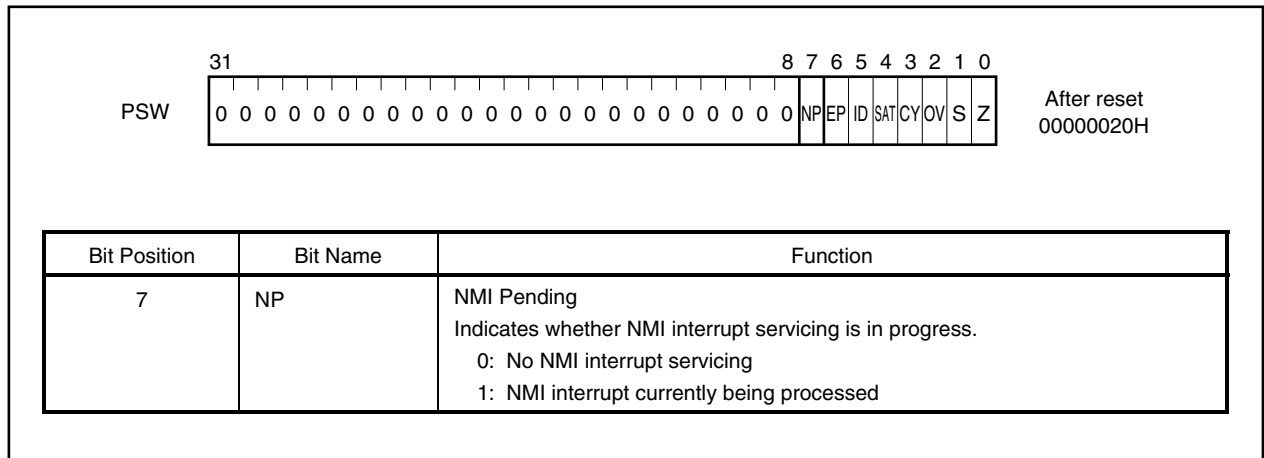 31 8 7 6 5 4 3 2 1 0
PSW 0 0 0 0 0 0 0 0 0 0 0 0 0 0 0 0 0 0 0 0 0 0 0 0 NP EP ID SAT CY OV S Z After reset
00000020H
Bit Position Bit Name Function
7 NP NMI Pending
Indicates whether NMI interrupt servicing is in progress.
0: No NMI interrupt servicing
1: NMI interrupt currently being processed